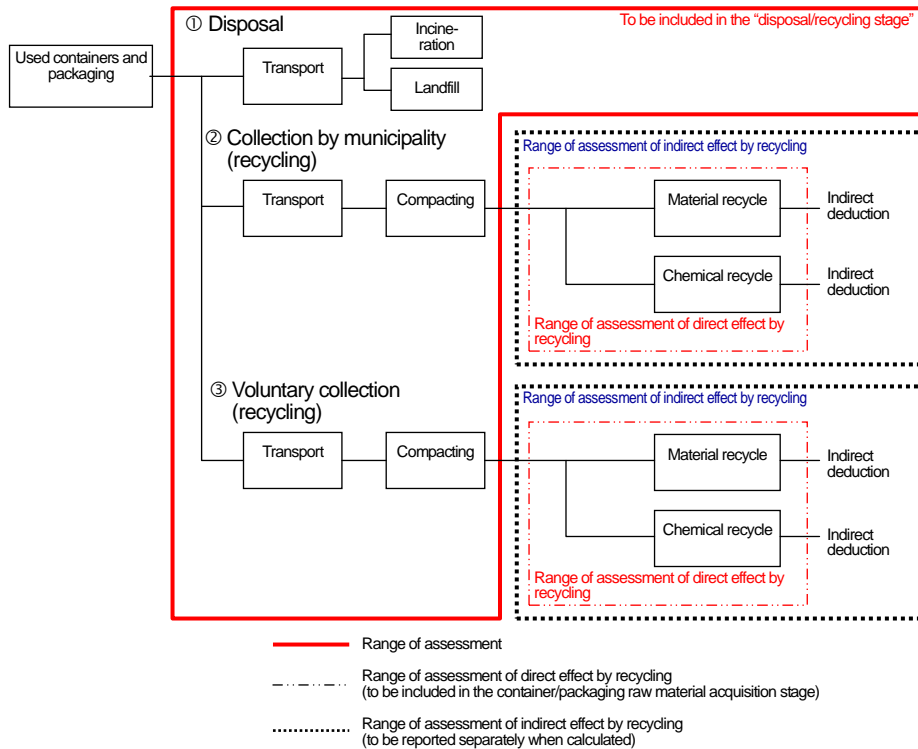 ① Disposal
To be included in the “disposal/recycling stage”
Used containers and
packaging
Transport
Incine-
ration
Landfill
② Collection by municipality
(recycling)
Transport
Compacting
Range of assessment of indirect effect by recycling
Material recycle
Indirect
deduction
Chemical recycle
Indirect
deduction
Range of assessment of direct effect by
recycling
③ Voluntary collection
(recycling)
Transport
Compacting
Range of assessment of indirect effect by recycling
Material recycle
Indirect
deduction
Chemical recycle
Indirect
deduction
Range of assessment of direct effect by
recycling
Range of assessment
Range of assessment of direct effect by recycling
(to be included in the container/packaging raw material acquisition stage)
Range of assessment of indirect effect by recycling
(to be reported separately when calculated)